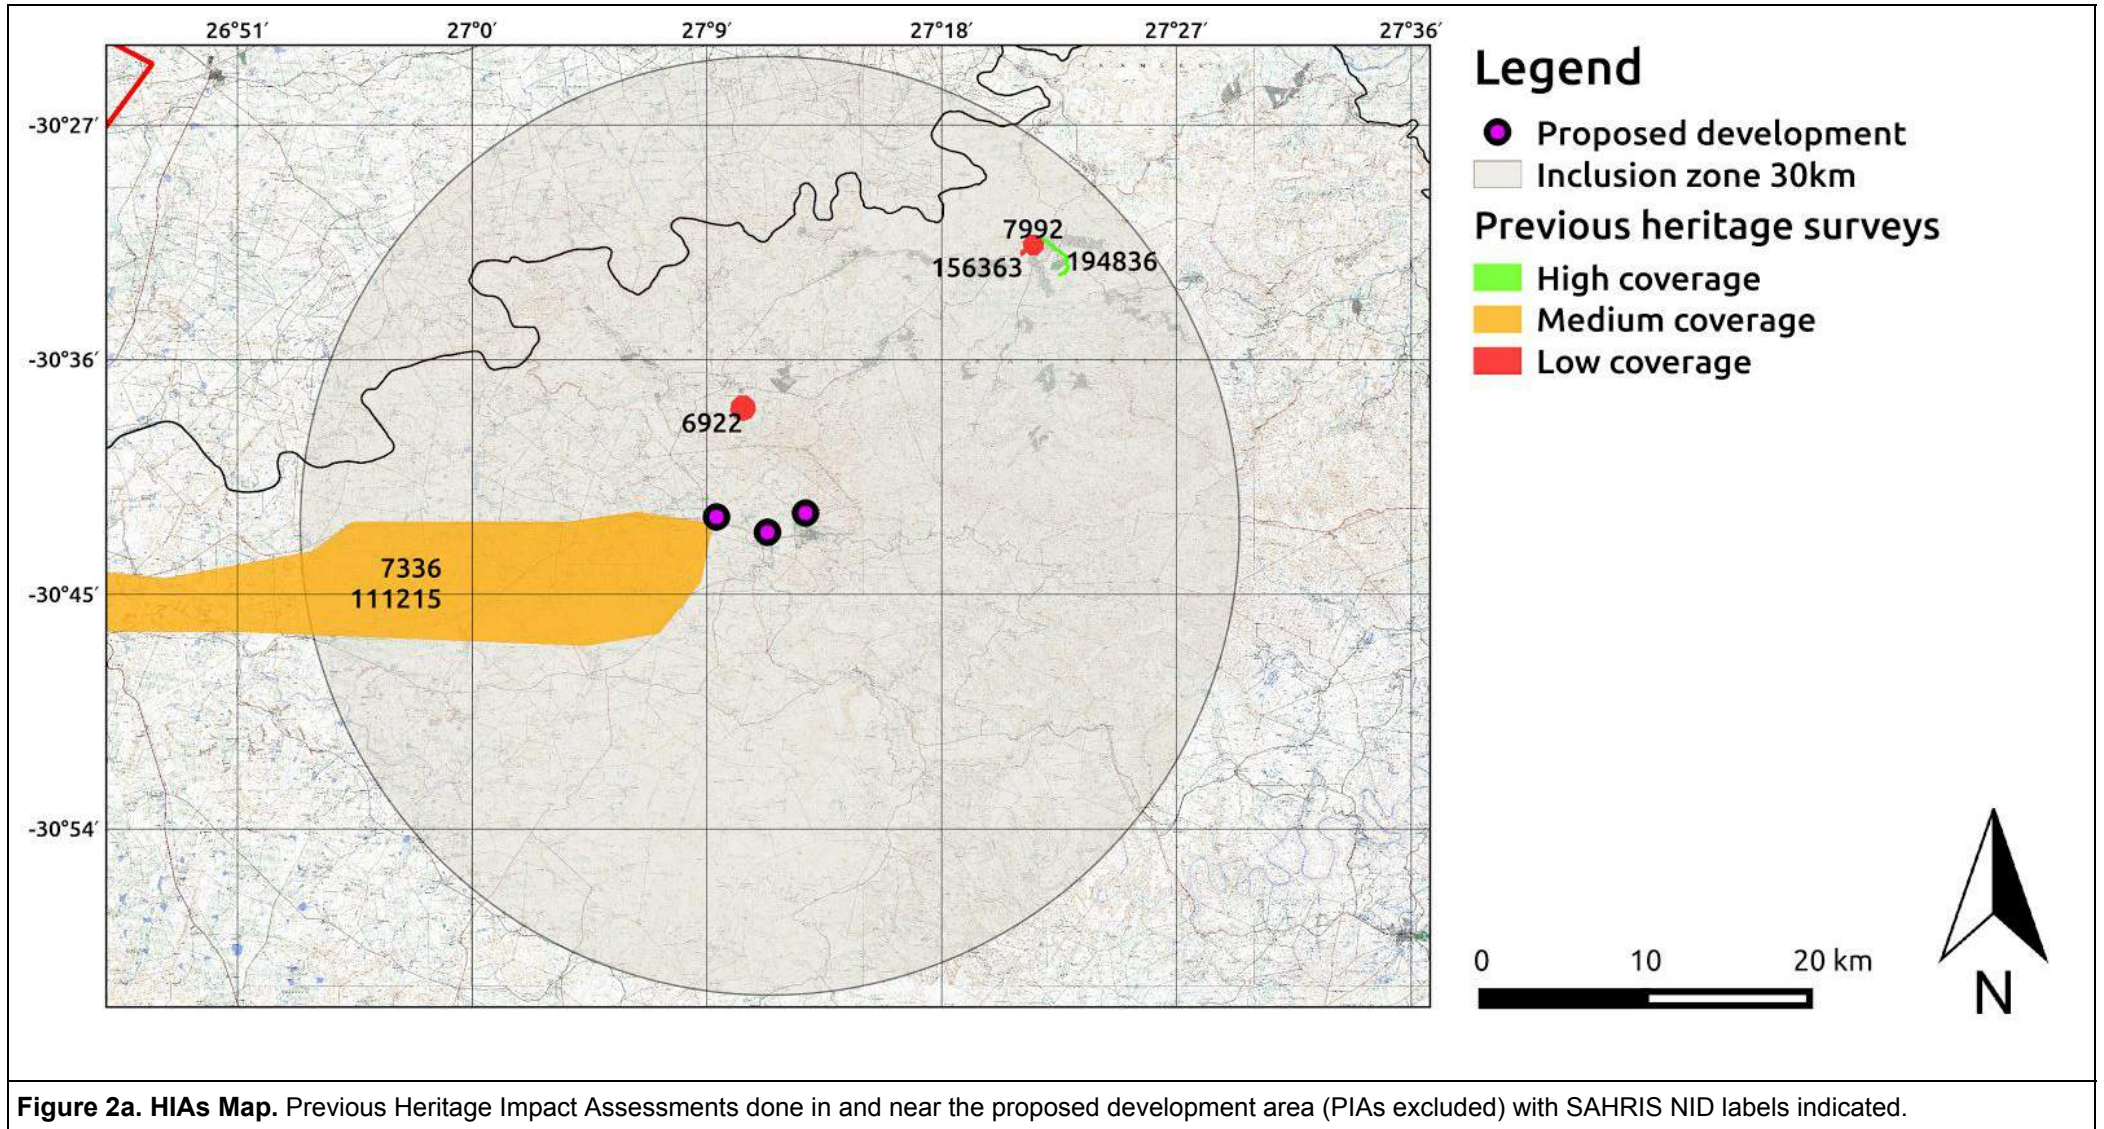 26°51′ 27°0′ 27°9′ 27°18′ 27°27′ 27°36′
-30°27′
-30°36′
-30°45′
-30°54′
7992
156363
194836
6922
7336
111215
Legend
Proposed development
Inclusion zone 30km
Previous heritage surveys
High coverage
Medium coverage
Low coverage
0 10 20 km
N
Figure 2a. HIAs Map. Previous Heritage Impact Assessments done in and near the proposed development area (PIAs excluded) with SAHRIS NID labels indicated.